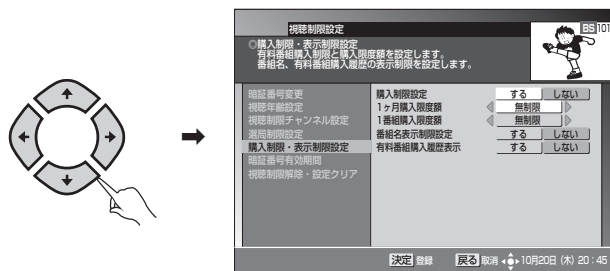 視聴制限設定
BS 101
◎購入制限・表示制限設定
有料番組購入制限と購入限度額を設定します。
番組名、有料番組購入履歴の表示制限を設定します。
暗証番号変更
視聴年齢設定
視聴制限チャンネル設定
選局制限設定
購入制限・表示制限設定
暗証番号有効期間
視聴制限解除・設定クリア
購入制限設定 する しない
1ヶ月購入限度額 無制限
1番組購入限度額 無制限
番組名表示制限設定 する しない
有料番組購入履歴表示 する しない
決定 登録 戻る 取消 10月20日(木) 20:45